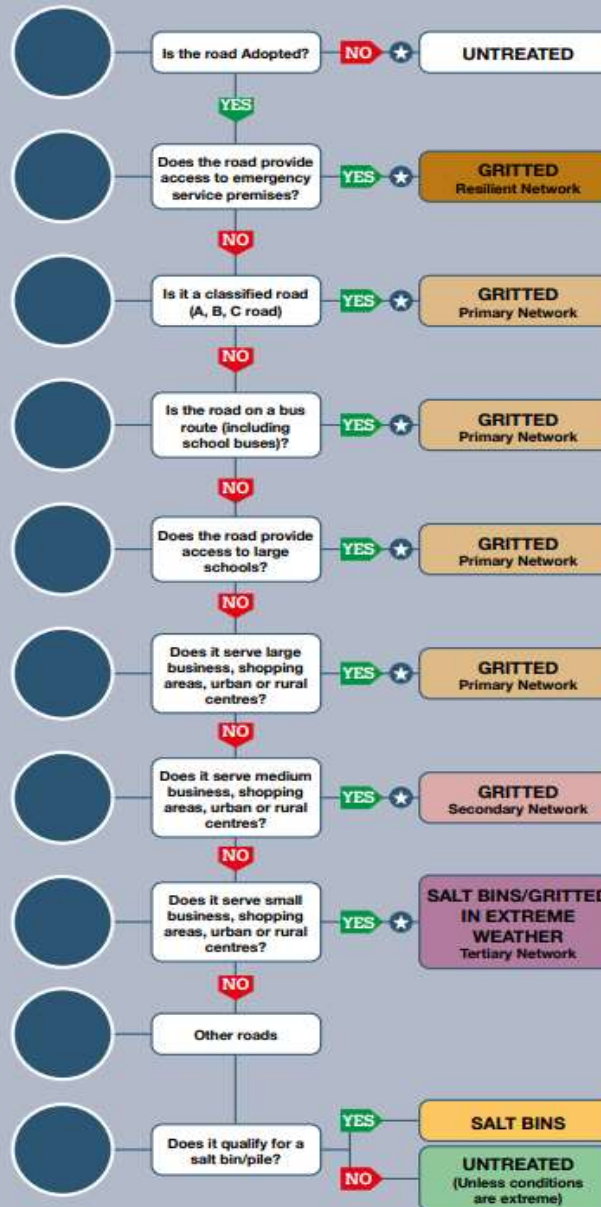 Is the road Adopted?
NO
UNTREATED
YES
Does the road provide
access to emergency
service premises?
YES
GRITTED
Resilient Network
NO
Is it a classified road
(A, B, C road)
YES
GRITTED
Primary Network
NO
Is the road on a bus
route (including
school buses)?
YES
GRITTED
Primary Network
NO
Does the road provide
access to large
schools?
YES
GRITTED
Primary Network
NO
Does it serve large
business, shopping
areas, urban or rural
centres?
YES
GRITTED
Primary Network
NO
Does it serve medium
business, shopping
areas, urban or rural
centres?
YES
GRITTED
Secondary Network
NO
Does it serve small
business, shopping
areas, urban or rural
centres?
YES
SALT BINS/GRITTED
IN EXTREME
WEATHER
Tertiary Network
NO
Other roads
Does it qualify for a
salt bin/pile?
YES
SALT BINS
NO
UNTREATED
(Unless conditions
are extreme)